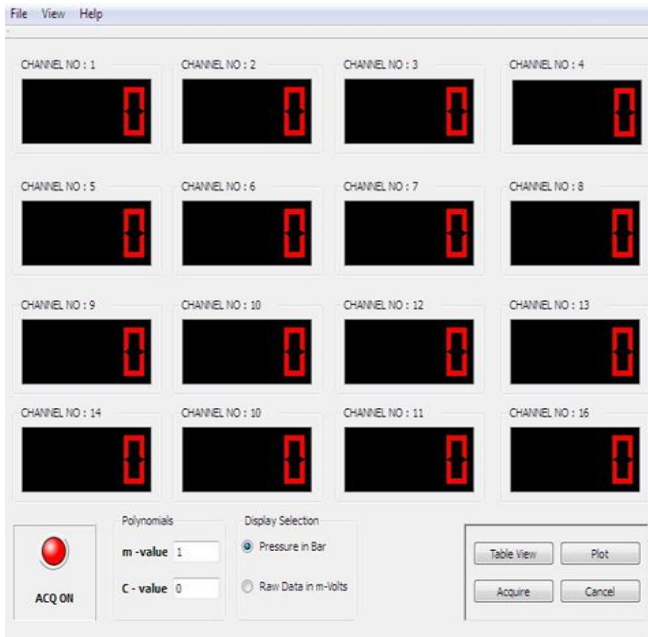 File View Help
CHANNEL NO : 1 CHANNEL NO : 2 CHANNEL NO : 3 CHANNEL NO : 4
0 0 0 0
CHANNEL NO : 5 CHANNEL NO : 6 CHANNEL NO : 7 CHANNEL NO : 8
0 0 0 0
CHANNEL NO : 9 CHANNEL NO : 10 CHANNEL NO : 12 CHANNEL NO : 13
0 0 0 0
CHANNEL NO : 14 CHANNEL NO : 10 CHANNEL NO : 11 CHANNEL NO : 16
0 0 0 0
Polynomials Display Selection
m -value 1 Pressure in Bar
Table View Plot
C - value 0 Raw Data in m-Volts
Acquire Cancel
ACQ ON